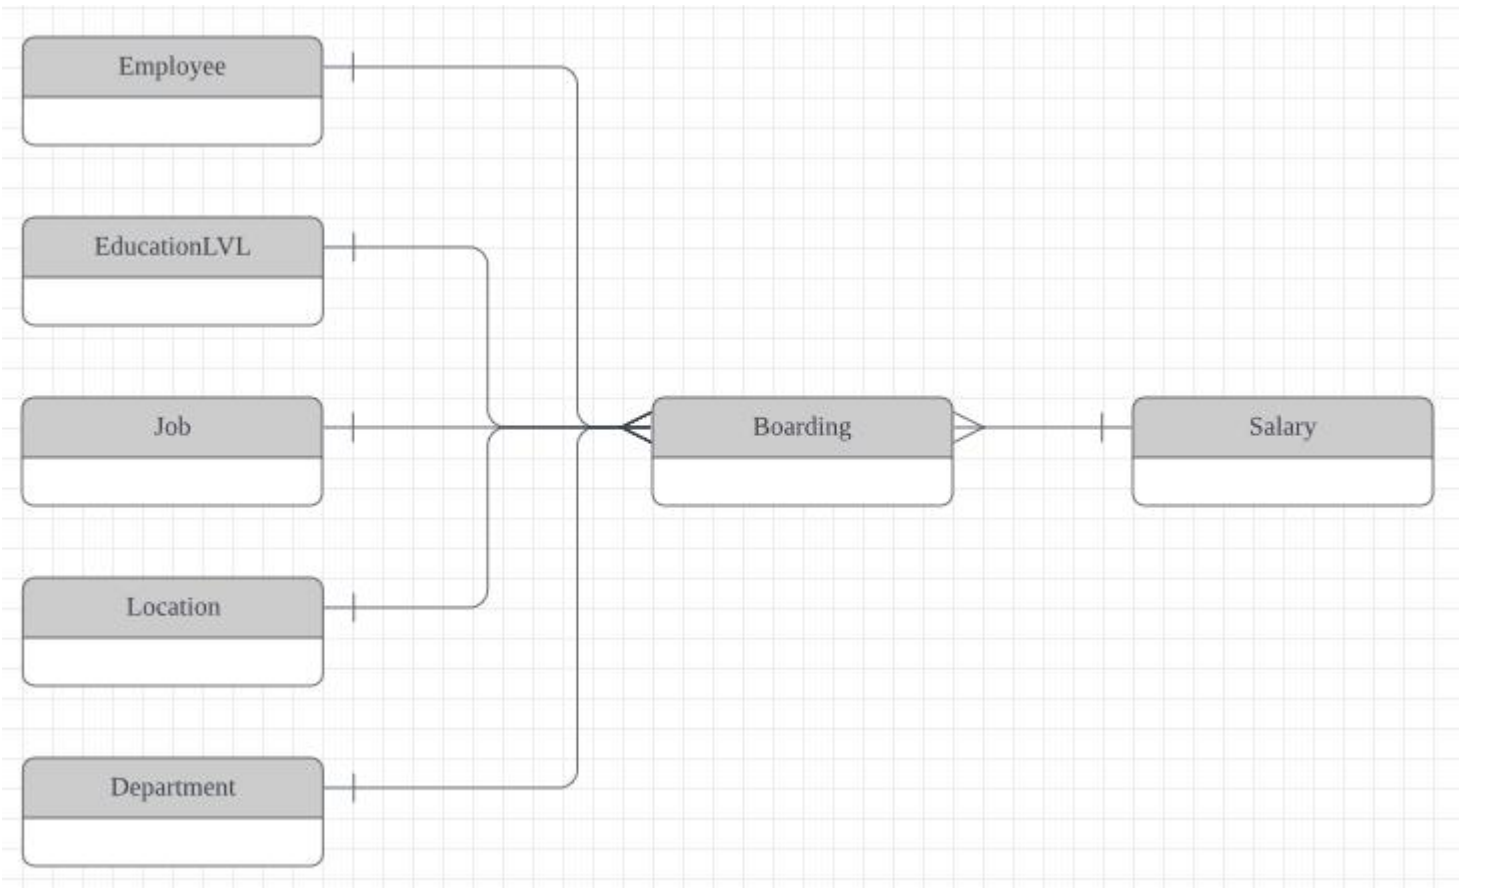 Employee
EducationLVL
Job
Boarding
Salary
Location
Department